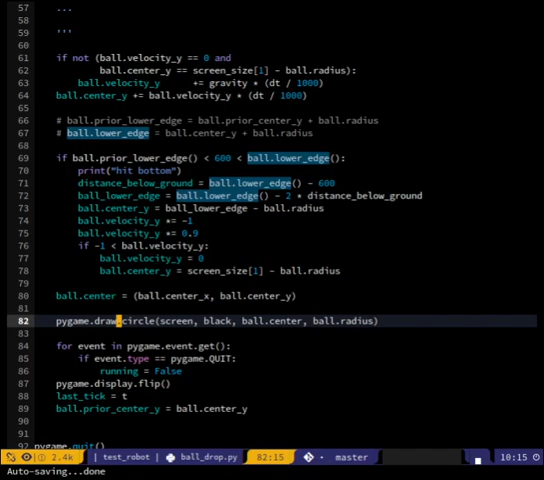 57 ...
58
59 '''
60
61 if not (ball.velocity_y == 0 and
62 ball.center_y == screen_size[1] - ball.radius):
63 ball.velocity_y += gravity * (dt / 1000)
64 ball.center_y += ball.velocity_y * (dt / 1000)
65
66 # ball.prior_lower_edge = ball.prior_center_y + ball.radius
67 # ball.lower_edge = ball.center_y + ball.radius
68
69 if ball.prior_lower_edge() < 600 < ball.lower_edge():
70 print("hit bottom")
71 distance_below_ground = ball.lower_edge() - 600
72 ball_lower_edge = ball.lower_edge() - 2 * distance_below_ground
73 ball.center_y = ball_lower_edge - ball.radius
74 ball.velocity_y *= -1
75 ball.velocity_y *= 0.9
76 if -1 < ball.velocity_y:
77 ball.velocity_y = 0
78 ball.center_y = screen_size[1] - ball.radius
79
80 ball.center = (ball.center_x, ball.center_y)
81
82 pygame.draw.circle(screen, black, ball.center, ball.radius)
83
84 for event in pygame.event.get():
85 if event.type == pygame.QUIT:
86 running = False
87 pygame.display.flip()
88 last_tick = t
89 ball.prior_center_y = ball.center_y
90
91
92 pygame.quit()
2.4k | test_robot | ball_drop.py 82:15 master 10:15
Auto-saving...done